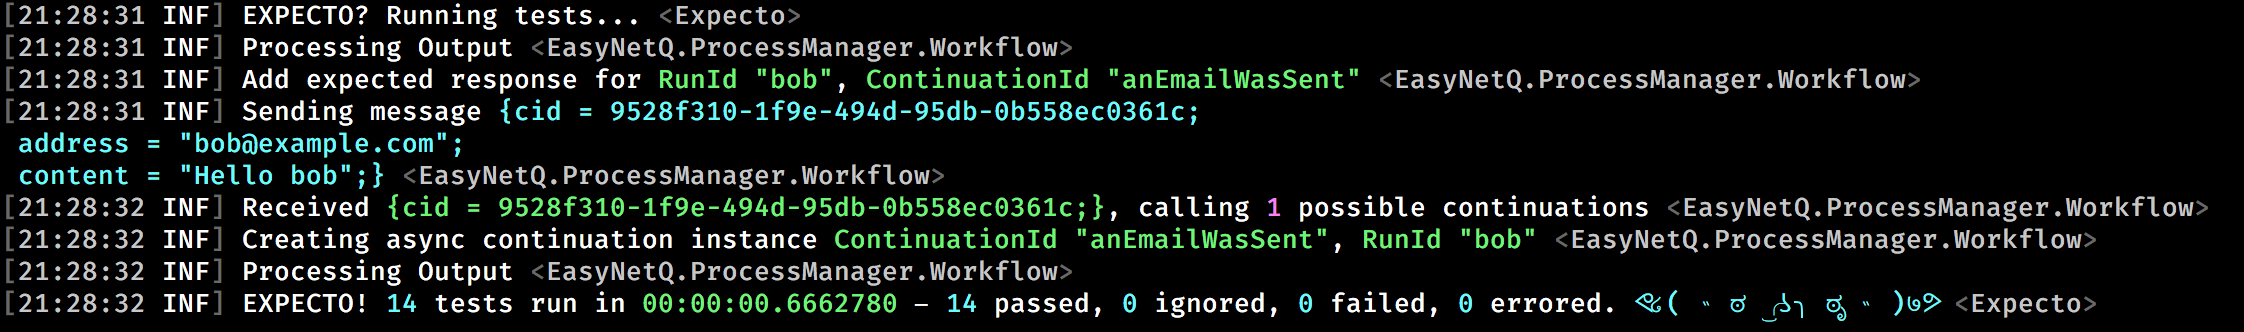 [21:28:31 INF] EXPECTO? Running tests... <Expecto>
[21:28:31 INF] Processing Output <EasyNetQ.ProcessManager.Workflow>
[21:28:31 INF] Add expected response for RunId "bob", ContinuationId "anEmailWasSent" <EasyNetQ.ProcessManager.Workflow>
[21:28:31 INF] Sending message {cid = 9528f310-1f9e-494d-95db-0b558ec0361c;
address = "bob@example.com";
content = "Hello bob";} <EasyNetQ.ProcessManager.Workflow>
[21:28:32 INF] Received {cid = 9528f310-1f9e-494d-95db-0b558ec0361c;}, calling 1 possible continuations <EasyNetQ.ProcessManager.Workflow>
[21:28:32 INF] Creating async continuation instance ContinuationId "anEmailWasSent", RunId "bob" <EasyNetQ.ProcessManager.Workflow>
[21:28:32 INF] Processing Output <EasyNetQ.ProcessManager.Workflow>
[21:28:32 INF] EXPECTO! 14 tests run in 00:00:00.6662780 – 14 passed, 0 ignored, 0 failed, 0 errored. <Expecto>